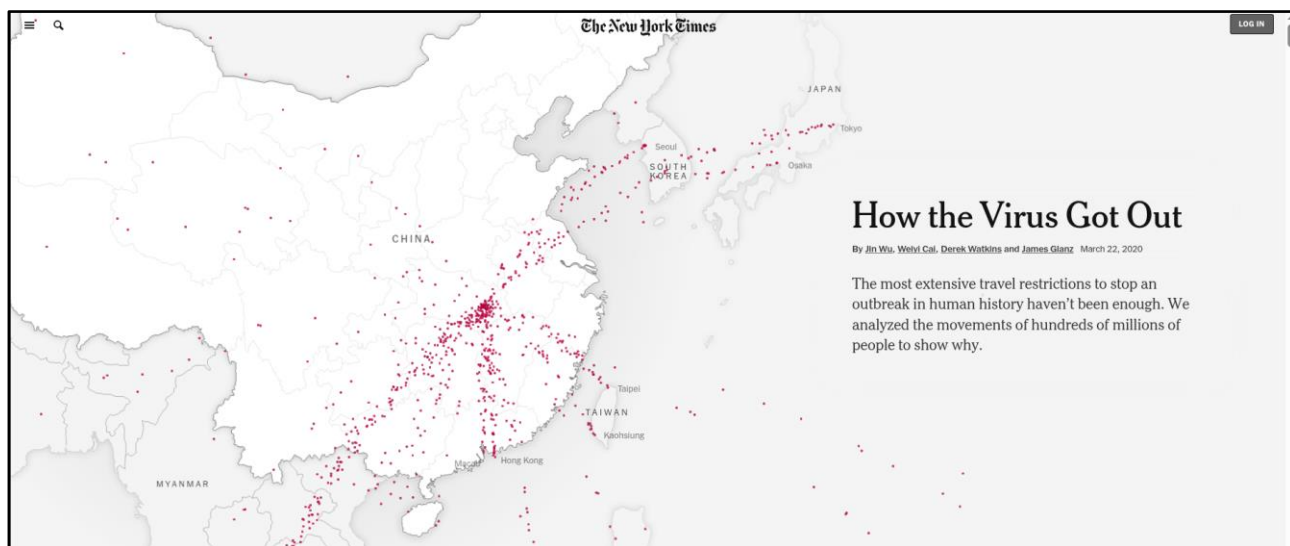 The New York Times
LOG IN
JAPAN
Tokyo
Seoul
SOUTH
KOREA
Osaka
How the Virus Got Out
By Jin Wu, Weiyi Cai, Derek Watkins and James Glanz March 22, 2020
CHINA
The most extensive travel restrictions to stop an
outbreak in human history haven’t been enough. We
analyzed the movements of hundreds of millions of
people to show why.
Taipei
TAIWAN
Kaohsiung
Macau
Hong Kong
MYANMAR